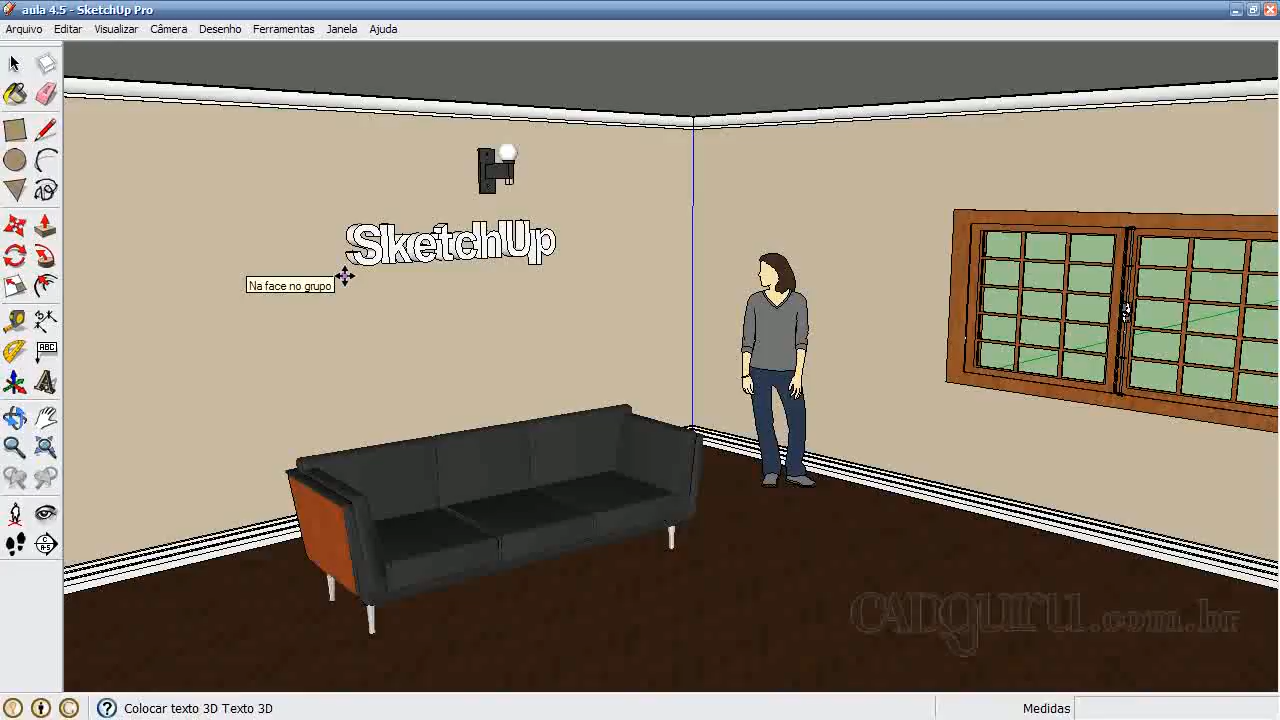 aula 4.5 - SketchUp Pro
Arquivo Editar Visualizar Câmera Desenho Ferramentas Janela Ajuda
SketchUp
Na face no grupo
ABC
CADguru.com.br
Colocar texto 3D Texto 3D
Medidas